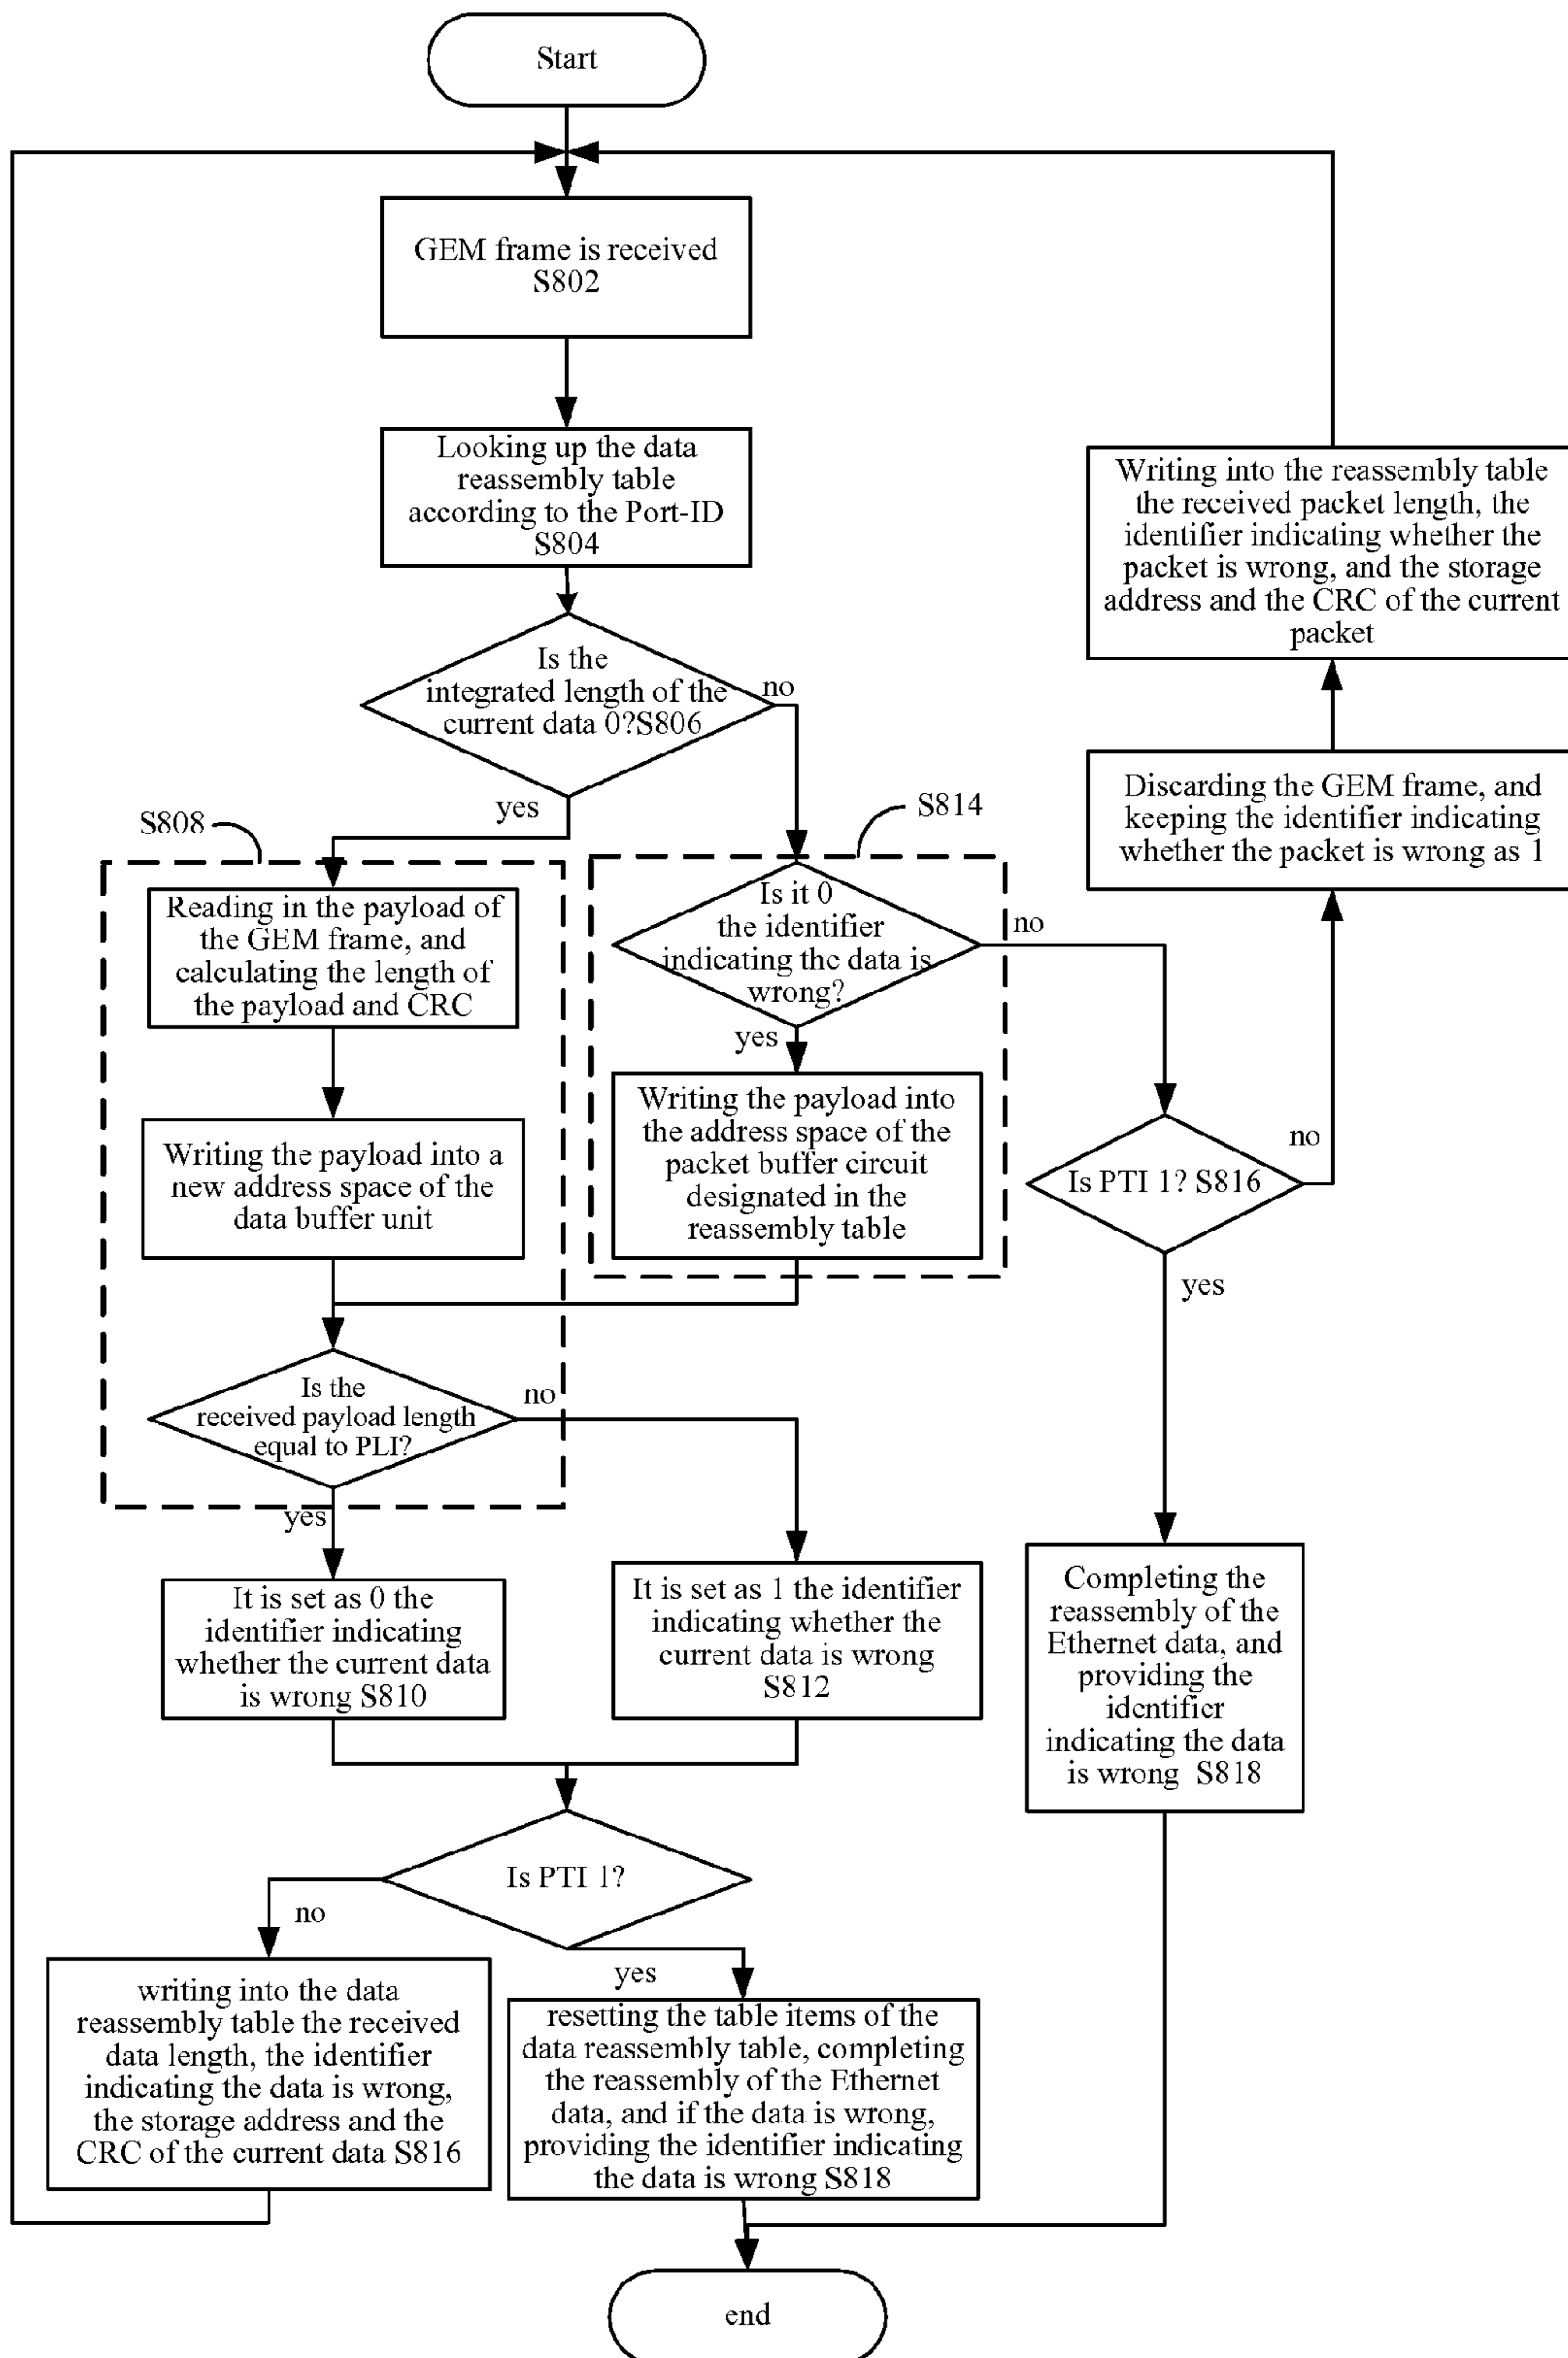 Start
GEM frame is received
S802
Looking up the data
reassembly table
according to the Port-ID
S804
Writing into the reassembly table
the received packet length, the
identifier indicating whether the
packet is wrong, and the storage
address and the CRC of the current
packet
Is the
integrated length of the
current data 0?S806
no
yes
Discarding the GEM frame, and
keeping the identifier indicating
whether the packet is wrong as 1
S808
S814
Reading in the payload of
the GEM frame, and
calculating the length of
the payload and CRC
Is it 0
the identifier
indicating the data is
wrong?
no
yes
Writing the payload into a
new address space of the
data buffer unit
Writing the payload into
the address space of the
packet buffer circuit
designated in the
reassembly table
Is PTI 1? S816
no
yes
Is the
received payload length
equal to PLI?
no
yes
It is set as 0 the
identifier indicating
whether the current data
is wrong S810
It is set as 1 the identifier
indicating whether the
current data is wrong
S812
Completing the
reassembly of the
Ethernet data, and
providing the
identifier
indicating the data
is wrong S818
Is PTI 1?
no
yes
writing into the data
reassembly table the received
data length, the identifier
indicating the data is wrong,
the storage address and the
CRC of the current data S816
resetting the table items of the
data reassembly table, completing
the reassembly of the Ethernet
data, and if the data is wrong,
providing the identifier indicating
the data is wrong S818
end